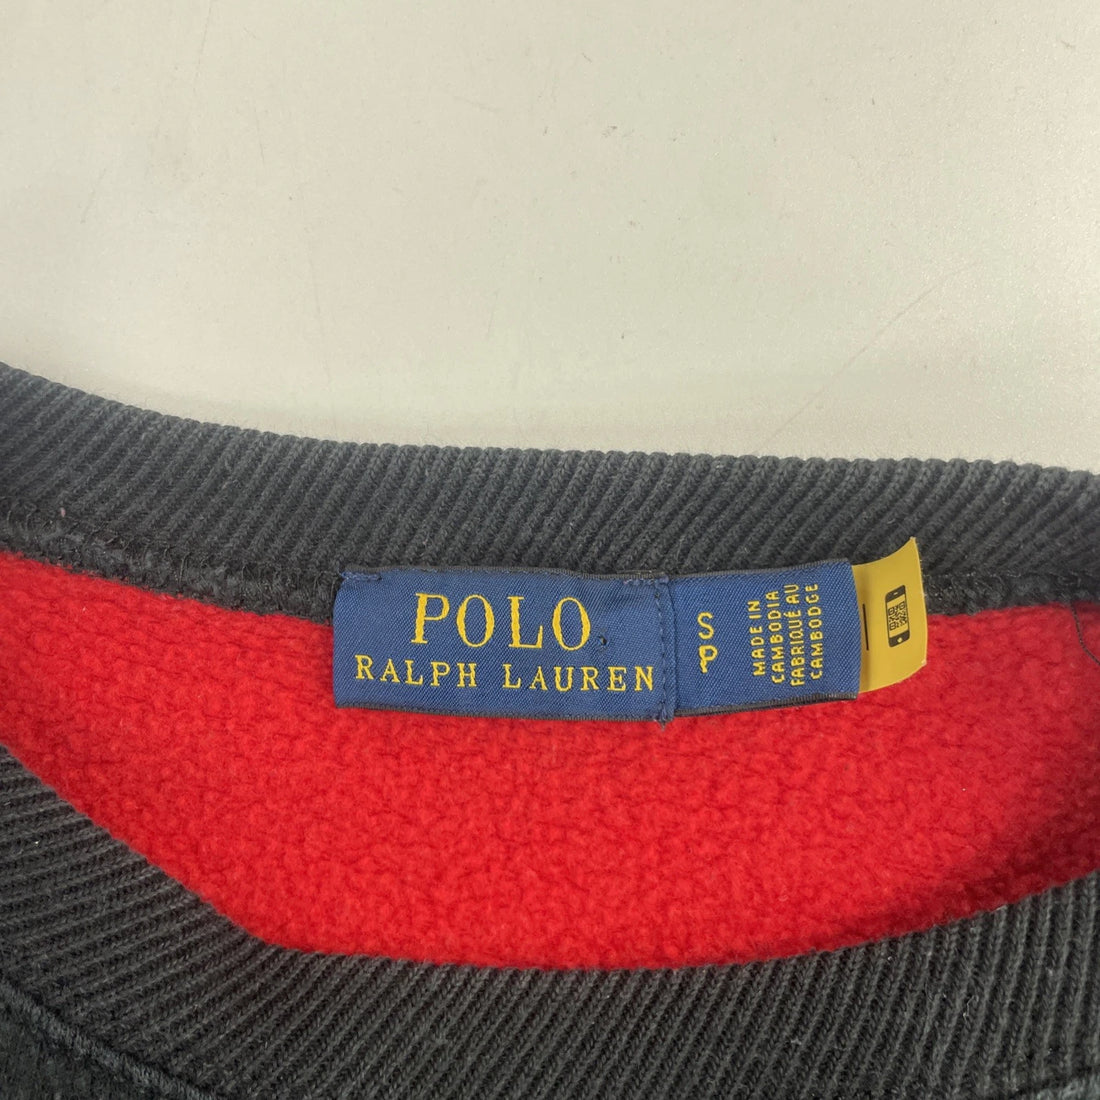 POLO
RALPH LAUREN
S
P
MADE IN
CAMBODIA
FABRIQUÉ AU
CAMBODGE